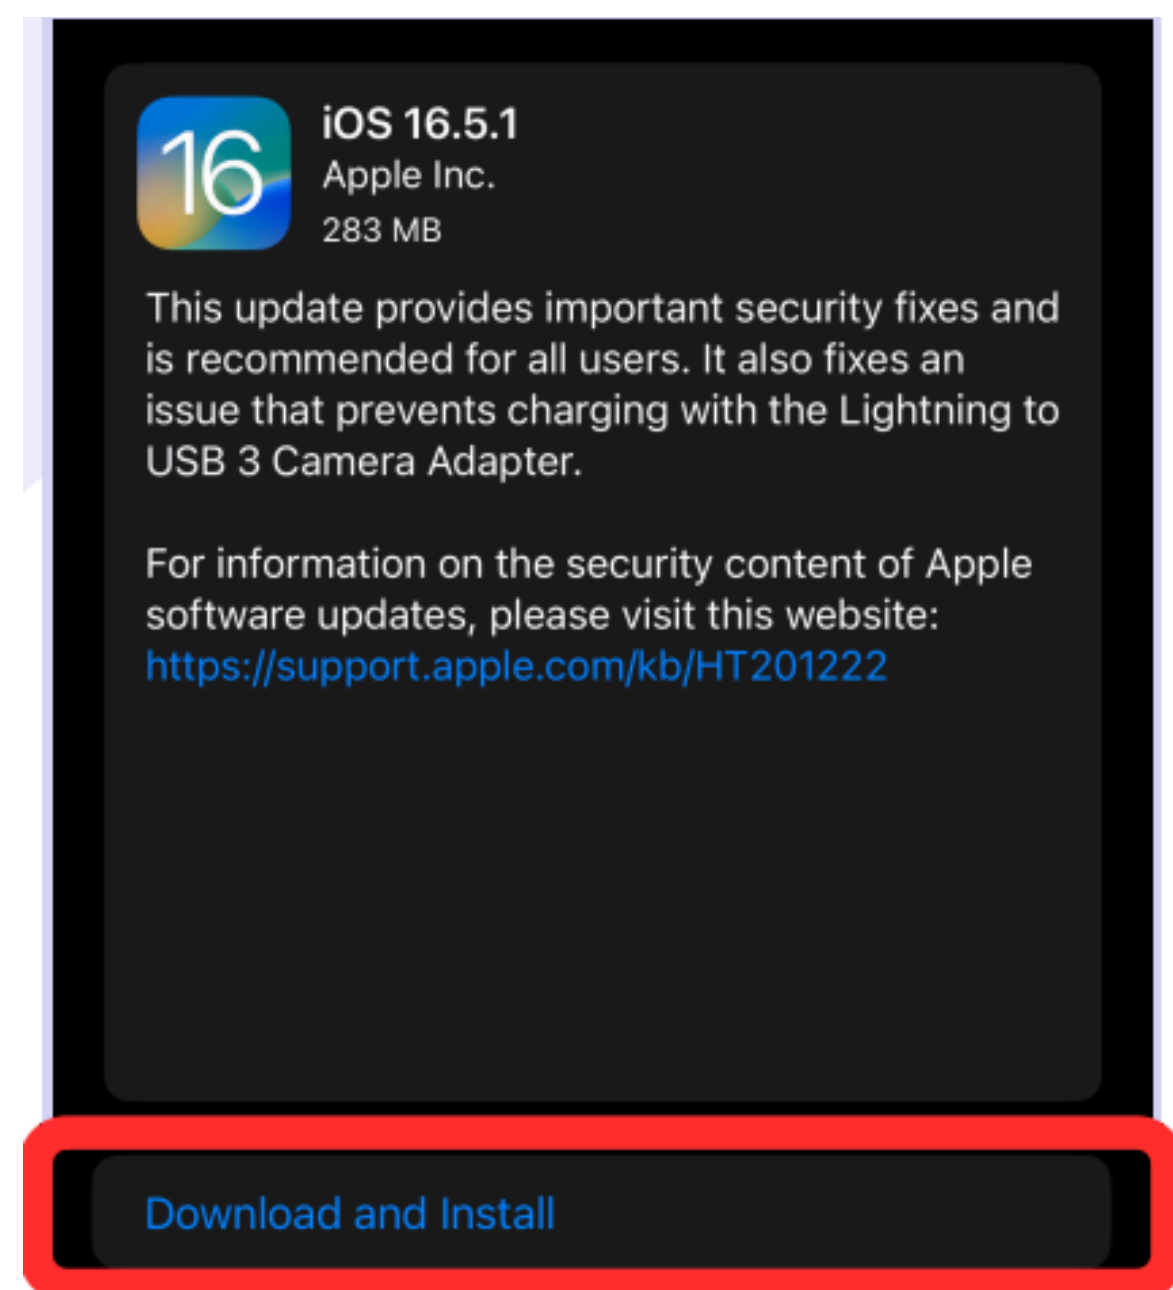 16
iOS 16.5.1
Apple Inc.
283 MB
This update provides important security fixes and
is recommended for all users. It also fixes an
issue that prevents charging with the Lightning to
USB 3 Camera Adapter.
For information on the security content of Apple
software updates, please visit this website:
https://support.apple.com/kb/HT201222
Download and Install